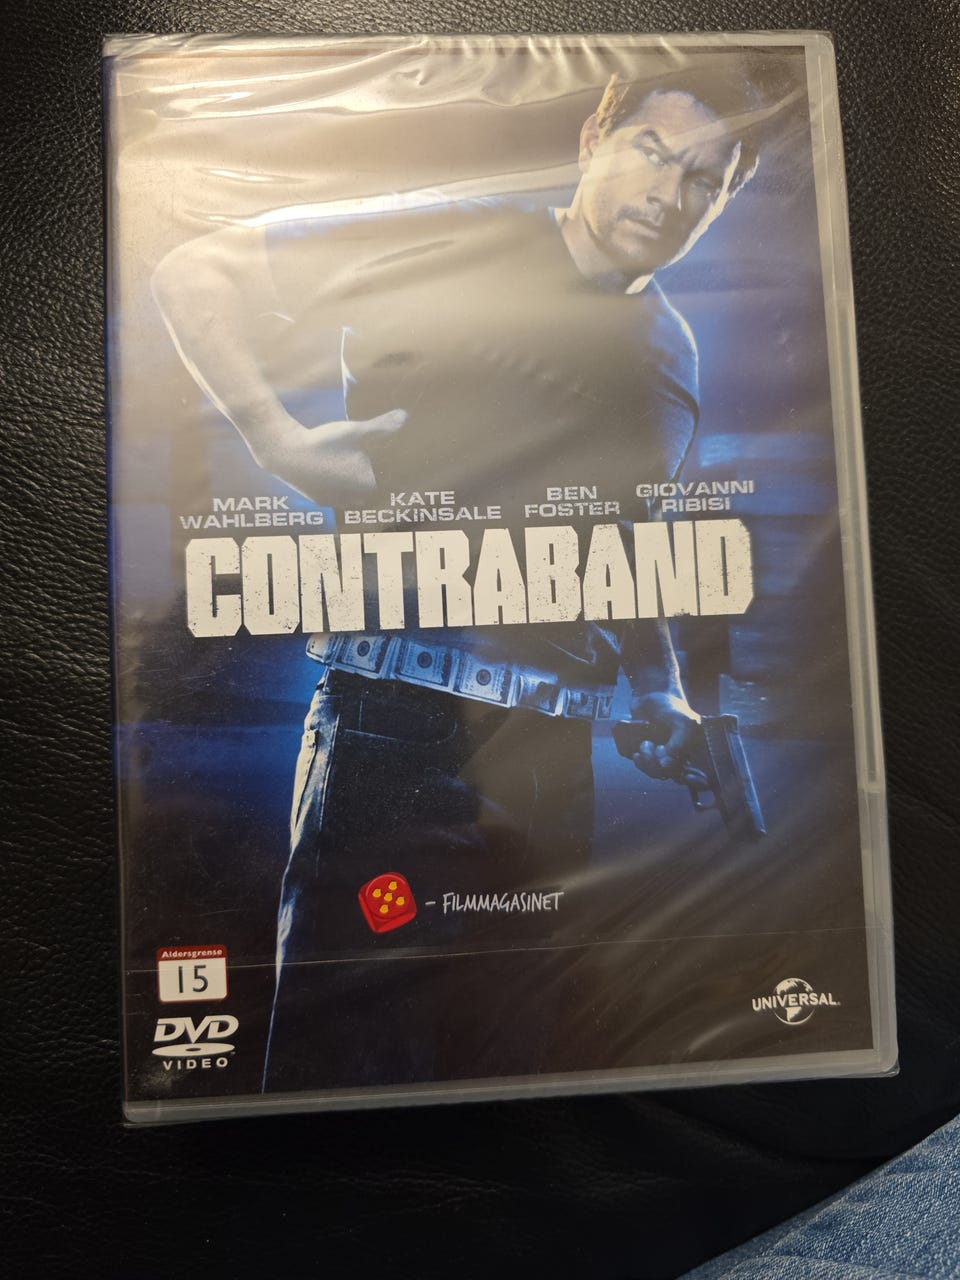 MARK WAHLBERG
KATE BECKINSALE
BEN FOSTER
GIOVANNI RIBISI
CONTRABAND
- FILMMAGASINET
Aldersgrense
15
DVD
VIDEO
UNIVERSAL